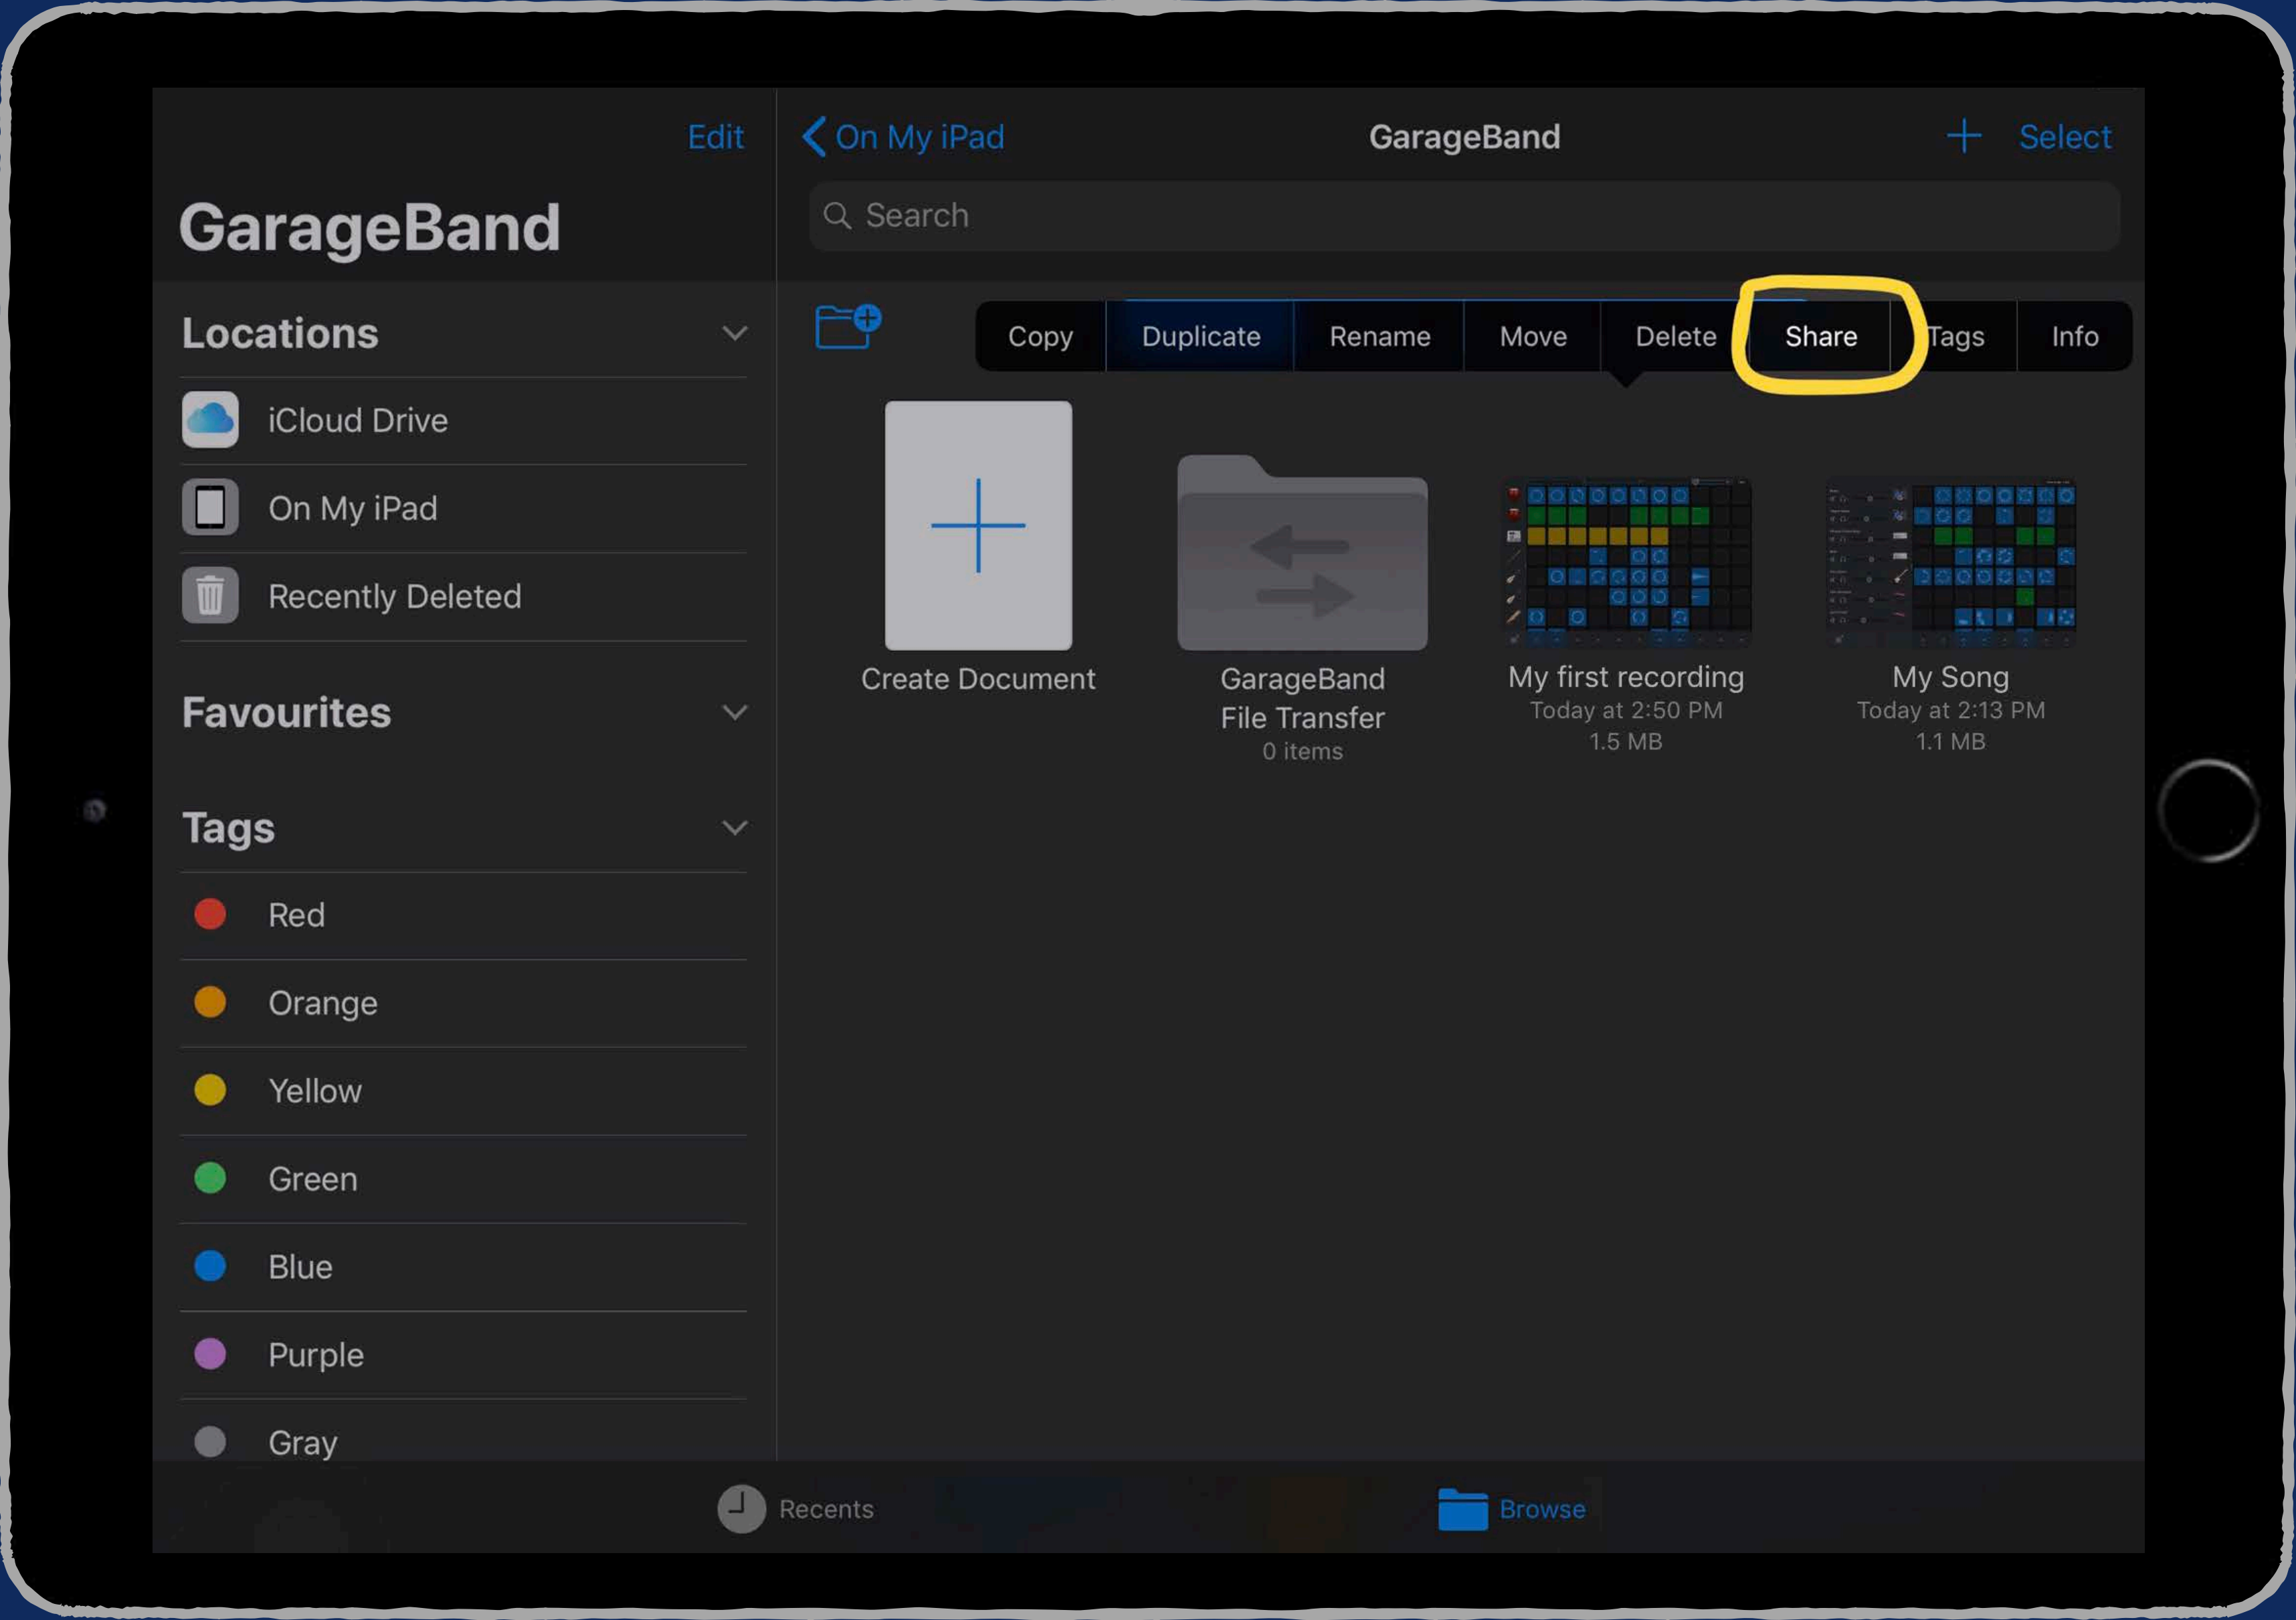 Edit
GarageBand
Locations
iCloud Drive
On My iPad
Recently Deleted
Favourites
Tags
Red
Orange
Yellow
Green
Blue
Purple
Gray
On My iPad
GarageBand
Select
Search
Copy Duplicate Rename Move Delete Share Tags Info
Create Document
GarageBand
File Transfer
0 items
My first recording
Today at 2:50 PM
1.5 MB
My Song
Today at 2:13 PM
1.1 MB
Recents
Browse